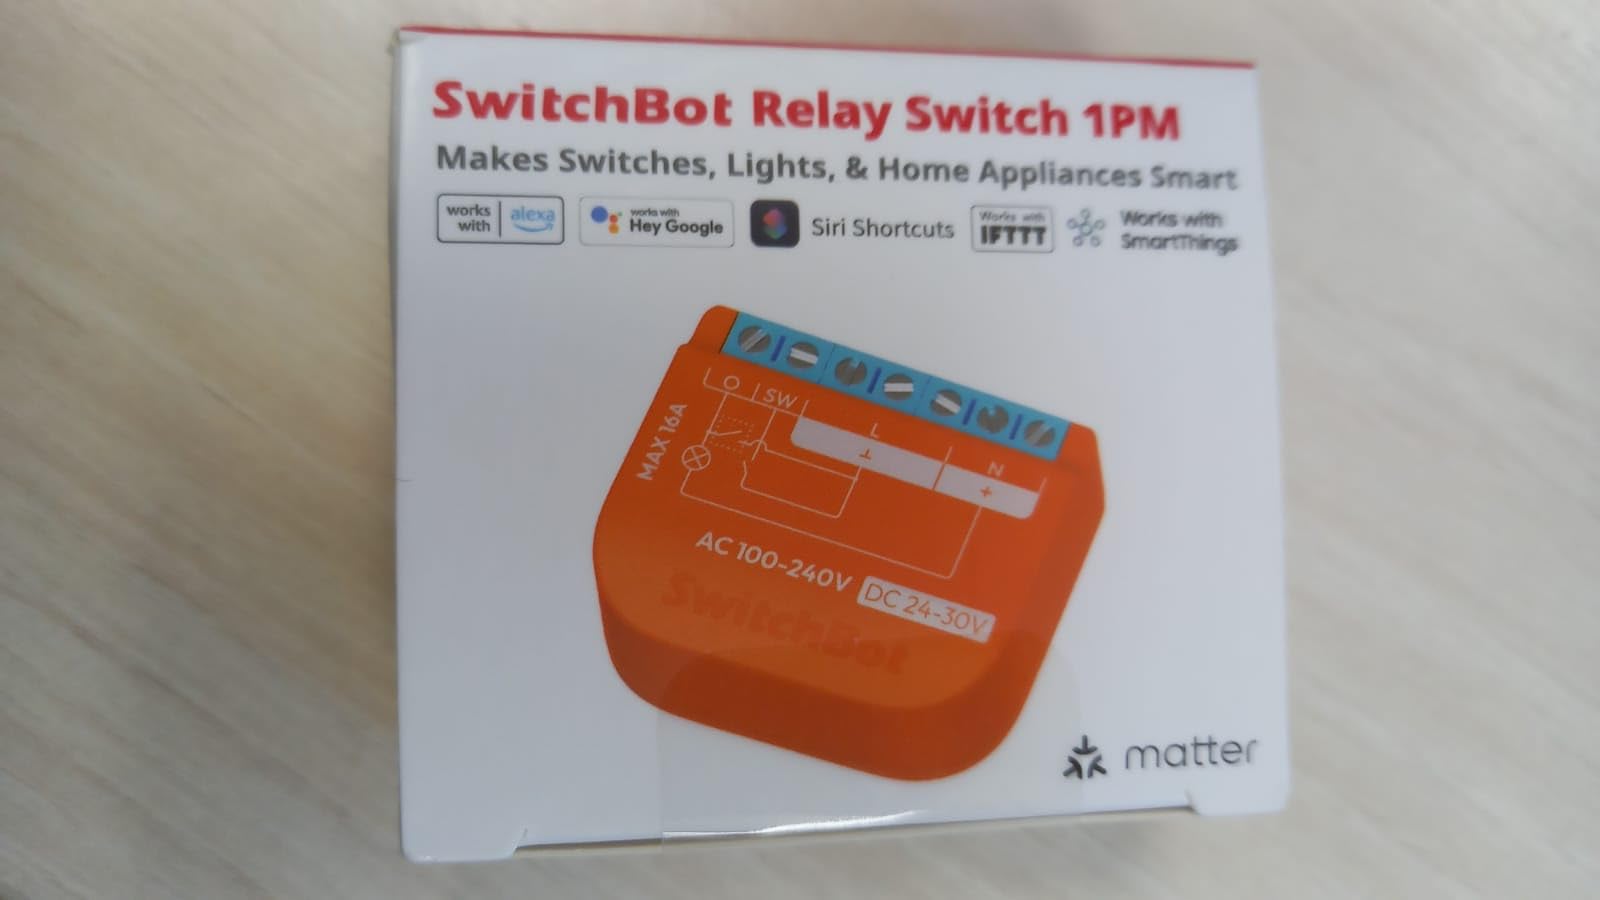 SwitchBot Relay Switch 1PM
Makes Switches, Lights, & Home Appliances Smart
works with alexa
works with Hey Google
Siri Shortcuts
Works with IFTTT
Works with SmartThings
O SW L N
⊥ +
MAX 16A
AC 100-240V DC 24-30V
SwitchBot
matter